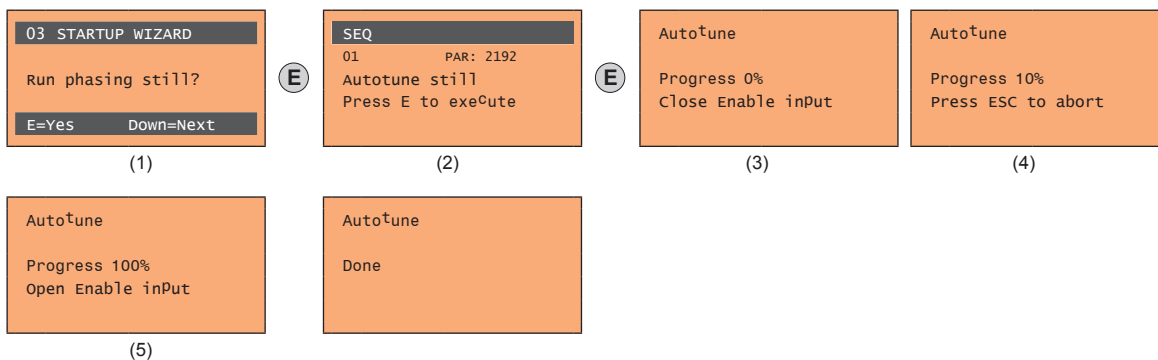 03 STARTUP WIZARD
Run phasing still?
E=Yes Down=Next
(1)
E
SEQ
01 PAR: 2192
Autotune still
Press E to execute
(2)
E
Autotune
Progress 0%
Close Enable input
(3)
Autotune
Progress 10%
Press ESC to abort
(4)
Autotune
Progress 100%
Open Enable input
(5)
Autotune
Done